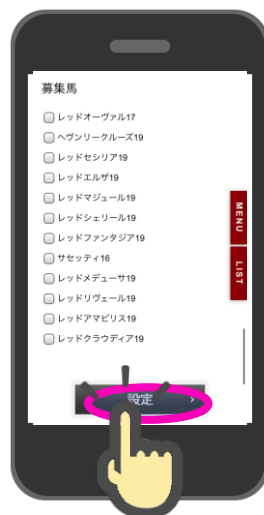 募集馬
レッドオーヴァル17
ヘヴンリークルーズ19
レッドセシリア19
レッドエルザ19
レッドマジュール19
レッドシェリール19
レッドファンタジア19
サセッティ16
レッドメデューサ19
レッドリヴェール19
レッドアマビリス19
レッドクラウディア19
MENU
LIST
設定